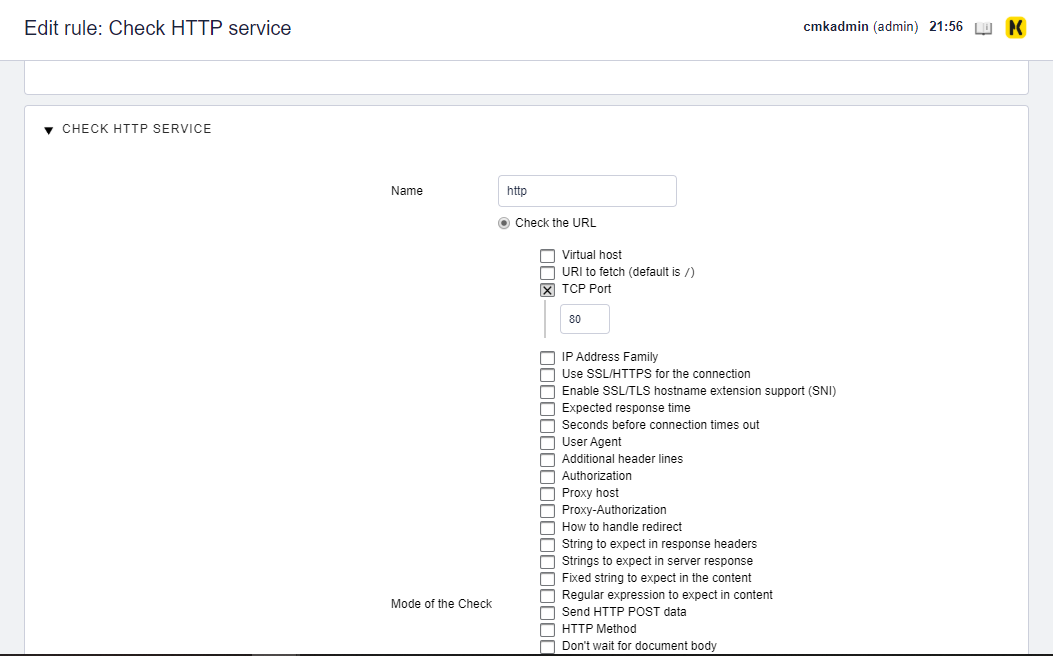 Edit rule: Check HTTP service
cmkadmin (admin) 21:56
CHECK HTTP SERVICE
Name
http
Check the URL
Virtual host
URI to fetch (default is /)
TCP Port
80
IP Address Family
Use SSL/HTTPS for the connection
Enable SSL/TLS hostname extension support (SNI)
Expected response time
Seconds before connection times out
User Agent
Additional header lines
Authorization
Proxy host
Proxy-Authorization
How to handle redirect
String to expect in response headers
Strings to expect in server response
Fixed string to expect in the content
Regular expression to expect in content
Mode of the Check
Send HTTP POST data
HTTP Method
Don't wait for document body